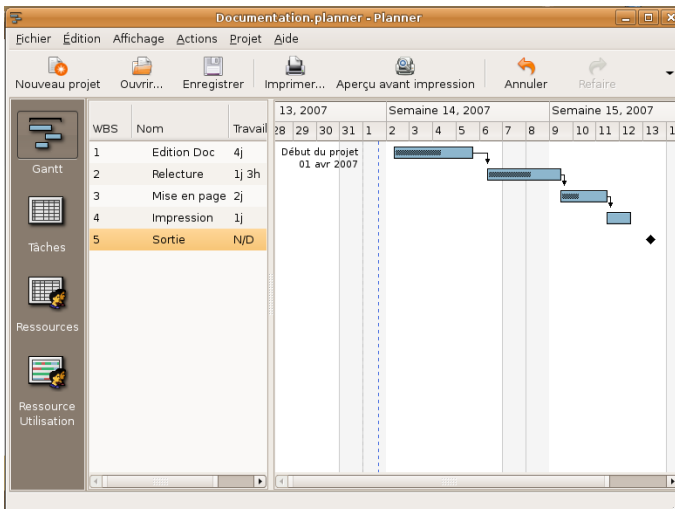 Documentation.planner - Planner
Fichier Édition Affichage Actions Projet Aide
Nouveau projet Ouvrir... Enregistrer Imprimer... Aperçu avant impression Annuler Refaire
Gantt
Tâches
Ressources
Ressource
Utilisation
WBS Nom Travail
1 Edition Doc 4j
2 Relecture 1j 3h
3 Mise en page 2j
4 Impression 1j
5 Sortie N/D
13, 2007 Semaine 14, 2007 Semaine 15, 2007
28 29 30 31 1 2 3 4 5 6 7 8 9 10 11 12 13 1
Début du projet
01 avr 2007